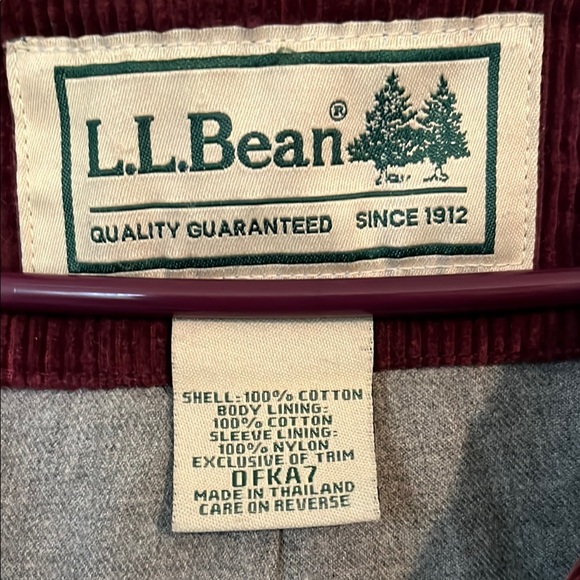 L.L.Bean®
QUALITY GUARANTEED SINCE 1912
SHELL: 100% COTTON
BODY LINING:
100% COTTON
SLEEVE LINING:
100% NYLON
EXCLUSIVE OF TRIM
0FKA7
MADE IN THAILAND
CARE ON REVERSE